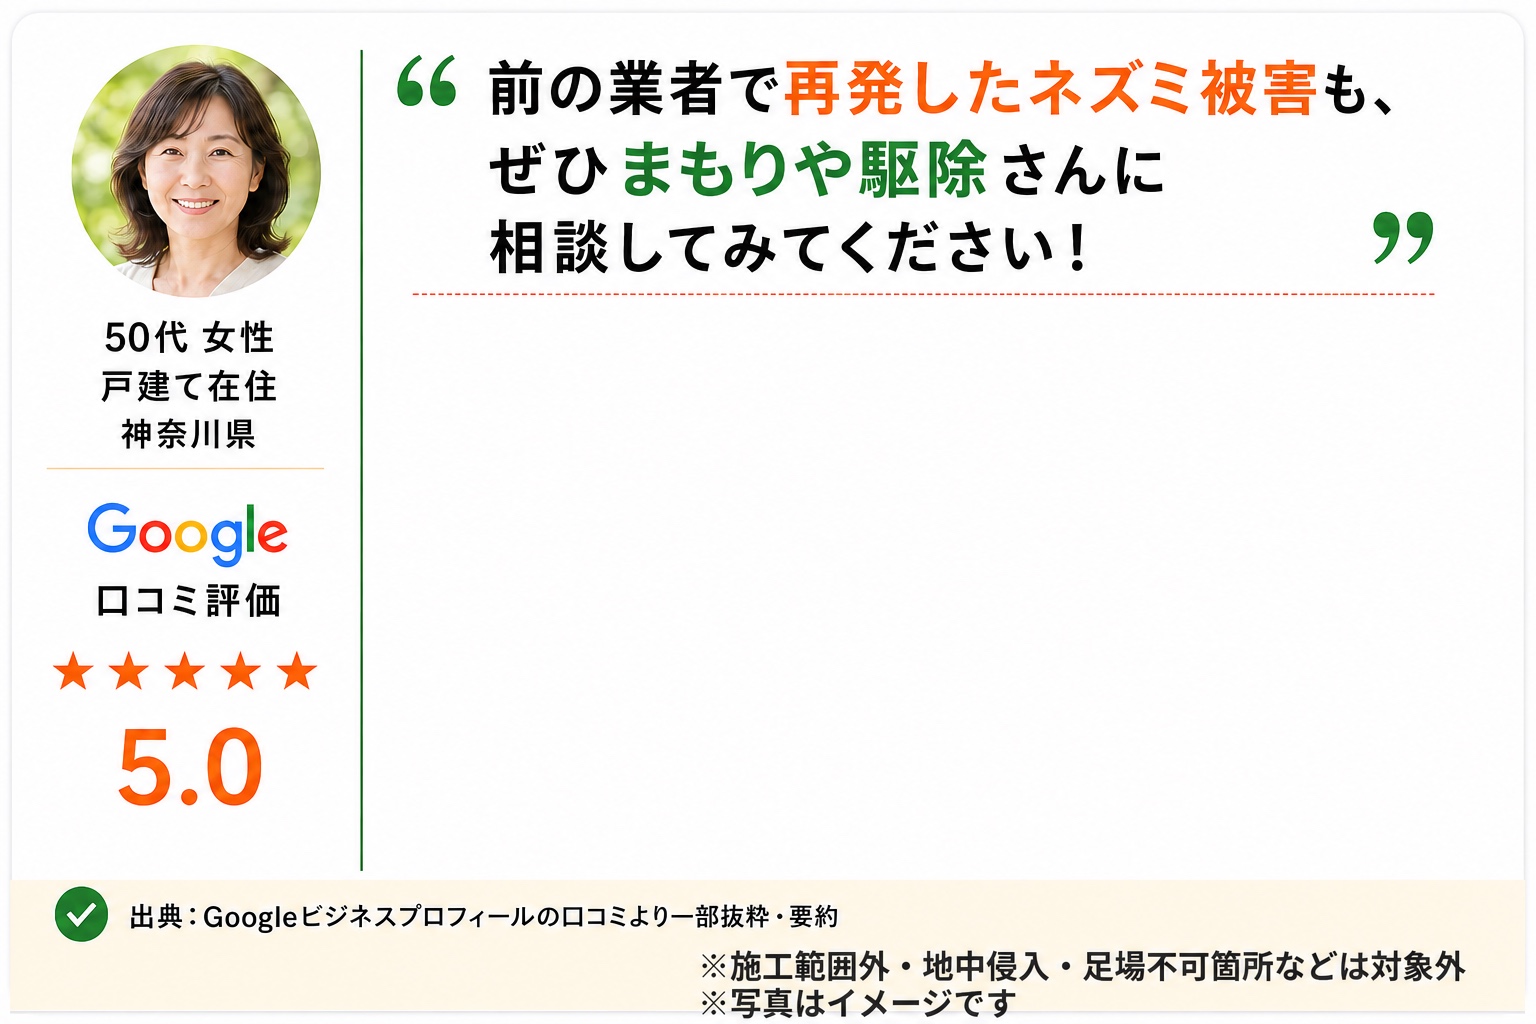 50代 女性
戸建て在住
神奈川県
Google
口コミ評価
★★★★★
5.0
“前の業者で再発したネズミ被害も、
ぜひまもりや駆除さんに
相談してみてください！”
出典：Googleビジネスプロフィールの口コミより一部抜粋・要約
※施工範囲外・地中侵入・足場不可箇所などは対象外
※写真はイメージです